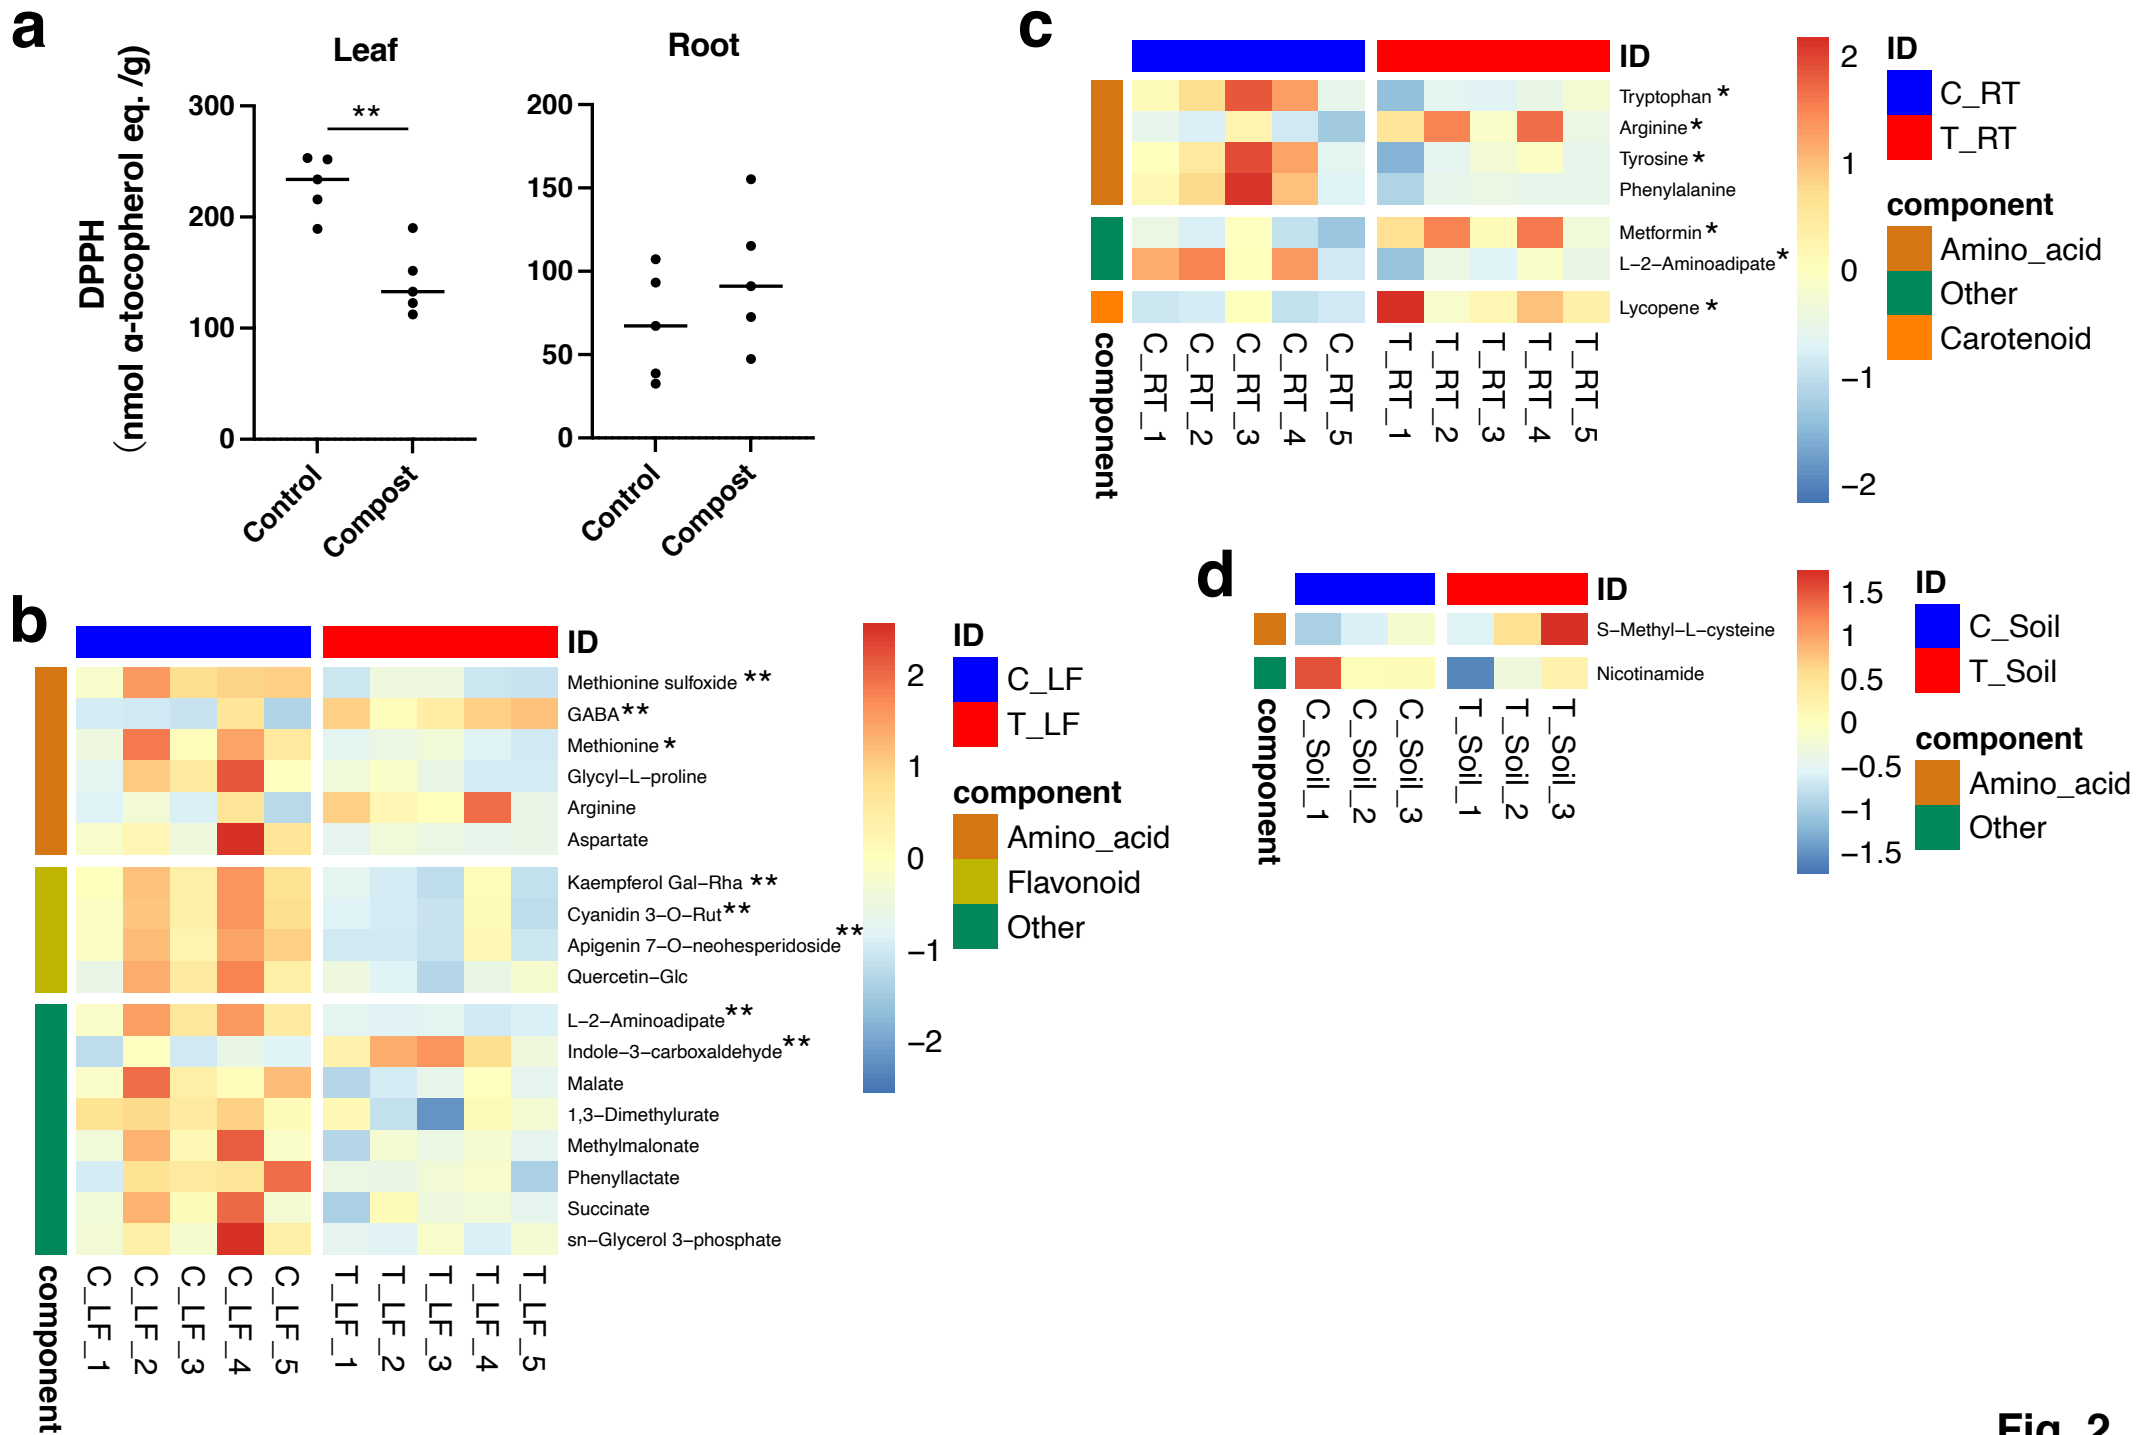 a
Leaf
Root
DPPH
(nmol α-tocopherol eq. /g)
300
200
100
0
**
Control
Compost
200
150
100
50
0
Control
Compost
b
ID
Methionine sulfoxide **
GABA**
Methionine *
Glycyl−L−proline
Arginine
Aspartate
Kaempferol Gal−Rha **
Cyanidin 3−O−Rut**
Apigenin 7−O−neohesperidoside**
Quercetin−Glc
L−2−Aminoadipate**
Indole−3−carboxaldehyde**
Malate
1,3−Dimethylurate
Methylmalonate
Phenyllactate
Succinate
sn−Glycerol 3−phosphate
component
C_LF_1
C_LF_2
C_LF_3
C_LF_4
C_LF_5
T_LF_1
T_LF_2
T_LF_3
T_LF_4
T_LF_5
2
1
0
−1
−2
ID
C_LF
T_LF
component
Amino_acid
Flavonoid
Other
c
ID
Tryptophan *
Arginine*
Tyrosine *
Phenylalanine
Metformin *
L−2−Aminoadipate*
Lycopene *
component
C_RT_1
C_RT_2
C_RT_3
C_RT_4
C_RT_5
T_RT_1
T_RT_2
T_RT_3
T_RT_4
T_RT_5
2
1
0
−1
−2
ID
C_RT
T_RT
component
Amino_acid
Other
Carotenoid
d
ID
S−Methyl−L−cysteine
Nicotinamide
component
C_Soil_1
C_Soil_2
C_Soil_3
T_Soil_1
T_Soil_2
T_Soil_3
1.5
1
0.5
0
−0.5
−1
−1.5
ID
C_Soil
T_Soil
component
Amino_acid
Other
Fig. 2